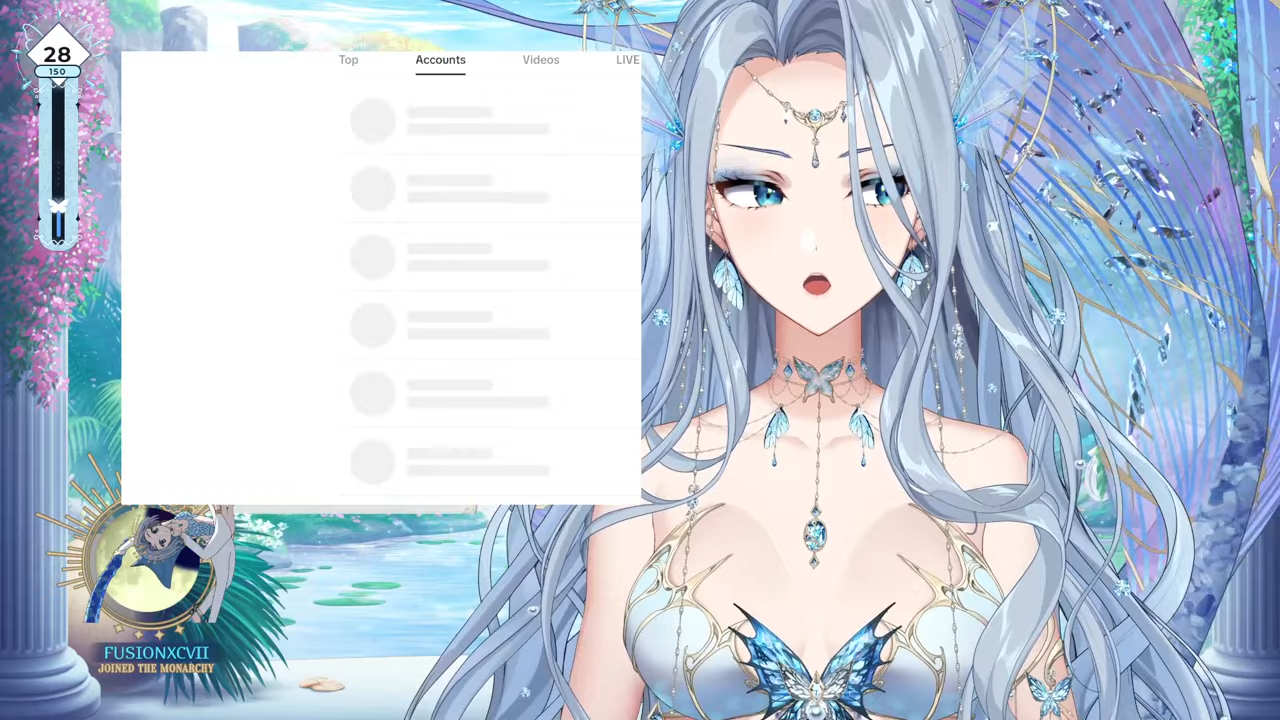 28
150
Top Accounts Videos LIVE
FUSIONXCVII
JOINED THE MONARCHY